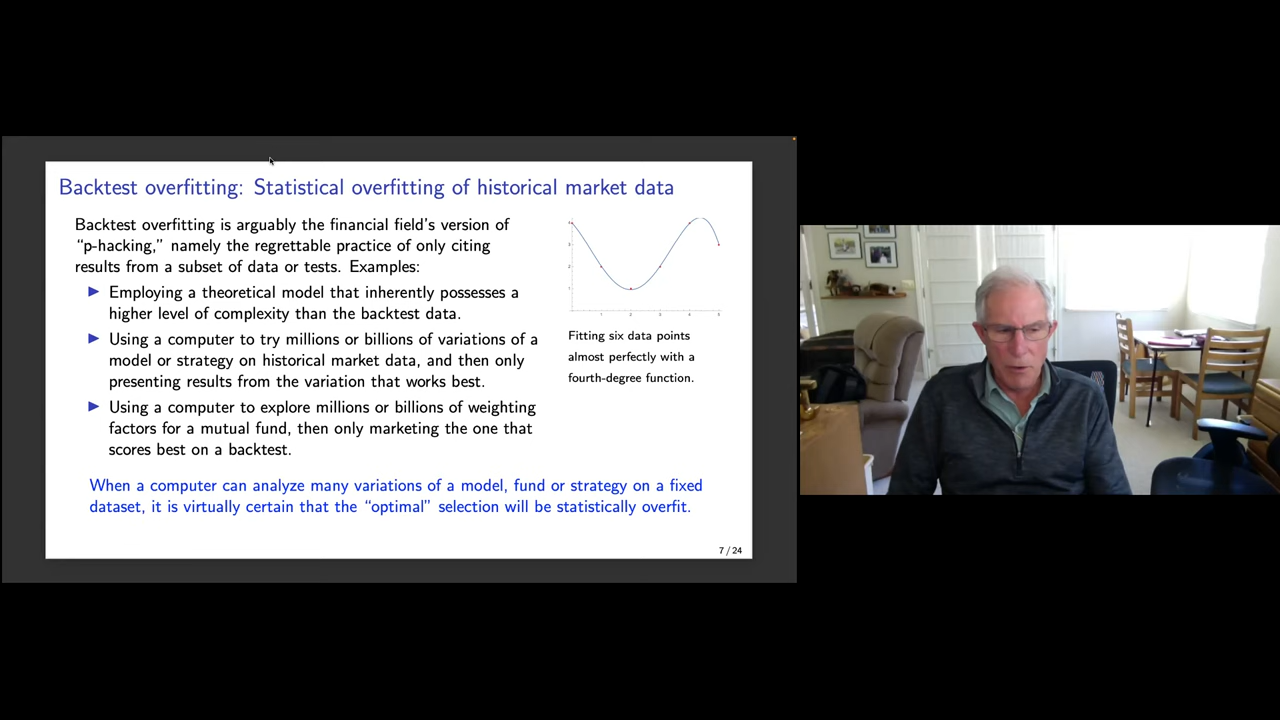 Backtest overfitting: Statistical overfitting of historical market data
Backtest overfitting is arguably the financial field's version of
“p-hacking,” namely the regrettable practice of only citing
results from a subset of data or tests. Examples:
▶ Employing a theoretical model that inherently possesses a
higher level of complexity than the backtest data.
▶ Using a computer to try millions or billions of variations of a
model or strategy on historical market data, and then only
presenting results from the variation that works best.
▶ Using a computer to explore millions or billions of weighting
factors for a mutual fund, then only marketing the one that
scores best on a backtest.
Fitting six data points
almost perfectly with a
fourth-degree function.
When a computer can analyze many variations of a model, fund or strategy on a fixed
dataset, it is virtually certain that the “optimal” selection will be statistically overfit.
7 / 24